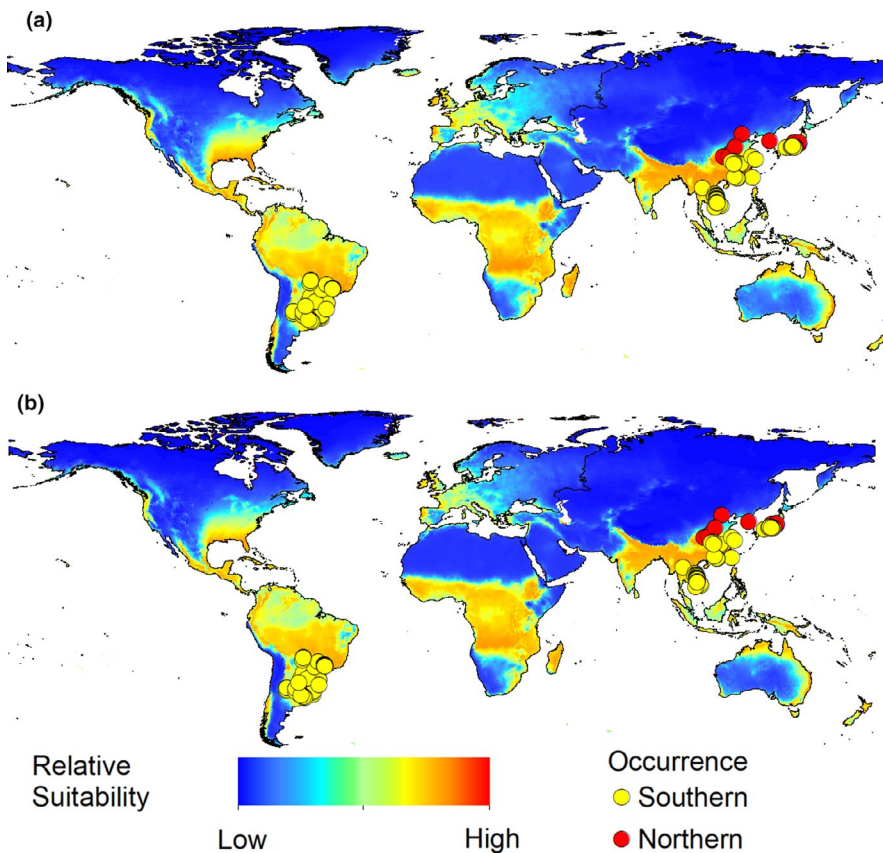 (a)
(b)
Relative
Suitability
Low
High
Occurrence
Southern
Northern